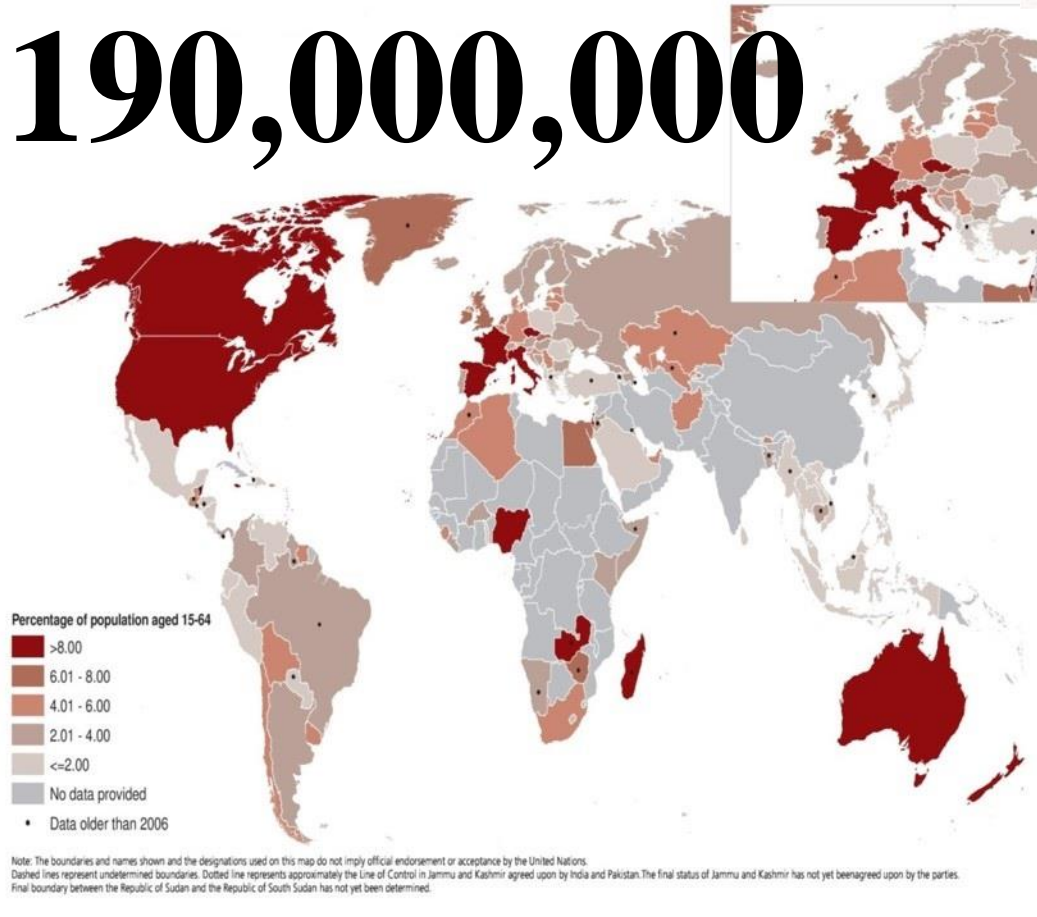 190,000,000
Percentage of population aged 15-64
>8.00
6.01 - 8.00
4.01 - 6.00
2.01 - 4.00
<=2.00
No data provided
Data older than 2006
Note: The boundaries and names shown and the designations used on this map do not imply official endorsement or acceptance by the United Nations.
Dashed lines represent undetermined boundaries. Dotted line represents approximately the Line of Control in Jammu and Kashmir agreed upon by India and Pakistan.The final status of Jammu and Kashmir has not yet beenagreed upon by the parties.
Final boundary between the Republic of Sudan and the Republic of South Sudan has not yet been determined.